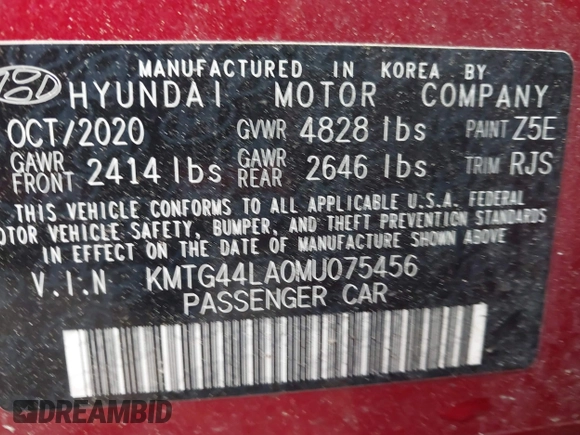 MANUFACTURED IN KOREA BY
HYUNDAI MOTOR COMPANY
OCT/2020 GVWR 4828 lbs PAINT Z5E
GAWR FRONT 2414 lbs GAWR REAR 2646 lbs TRIM RJS
THIS VEHICLE CONFORMS TO ALL APPLICABLE U.S.A. FEDERAL
OTOR VEHICLE SAFETY, BUMPER, AND THEFT PREVENTION STANDARDS
IN EFFECT ON THE DATE OF MANUFACTURE SHOWN ABOVE.
V.I.N KMTG44LA0MU075456
PASSENGER CAR
DREAMBID